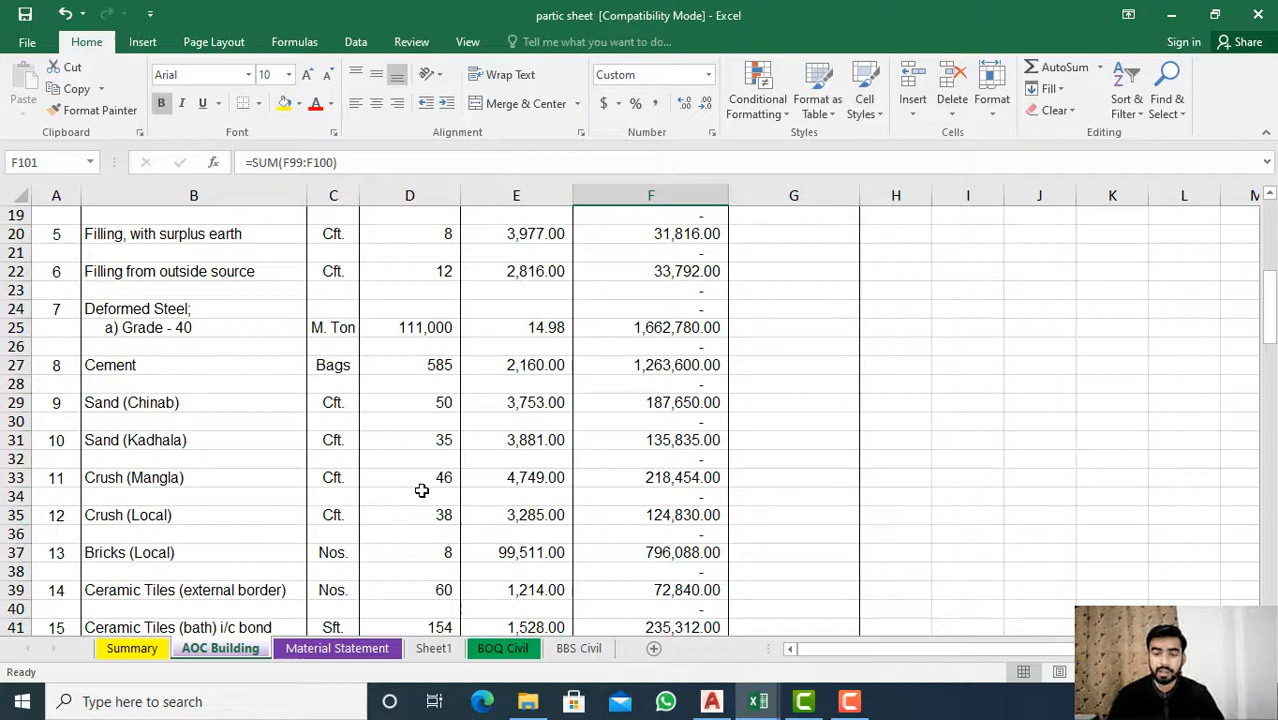 partic sheet [Compatibility Mode] - Excel
File Home Insert Page Layout Formulas Data Review View Tell me what you want to do... Sign in Share
Paste Cut Copy Format Painter Clipboard
Arial 10 B I U A Font
Wrap Text Merge & Center Alignment
Custom $ % , Number
Conditional Formatting Format as Table Cell Styles Styles
Insert Delete Format Cells
AutoSum Fill Clear Sort & Filter Find & Select Editing
F101 fx =SUM(F99:F100)
A B C D E F G H I J K L M
19 -
20 5 Filling, with surplus earth Cft. 8 3,977.00 31,816.00
21 -
22 6 Filling from outside source Cft. 12 2,816.00 33,792.00
23 -
24 7 Deformed Steel; -
25 a) Grade - 40 M. Ton 111,000 14.98 1,662,780.00
26 -
27 8 Cement Bags 585 2,160.00 1,263,600.00
28 -
29 9 Sand (Chinab) Cft. 50 3,753.00 187,650.00
30 -
31 10 Sand (Kadhala) Cft. 35 3,881.00 135,835.00
32 -
33 11 Crush (Mangla) Cft. 46 4,749.00 218,454.00
34 -
35 12 Crush (Local) Cft. 38 3,285.00 124,830.00
36 -
37 13 Bricks (Local) Nos. 8 99,511.00 796,088.00
38 -
39 14 Ceramic Tiles (external border) Nos. 60 1,214.00 72,840.00
40 -
41 15 Ceramic Tiles (bath) i/c bond Sft. 154 1,528.00 235,312.00
Summary AOC Building Material Statement Sheet1 BOQ Civil BBS Civil
Ready
Type here to search